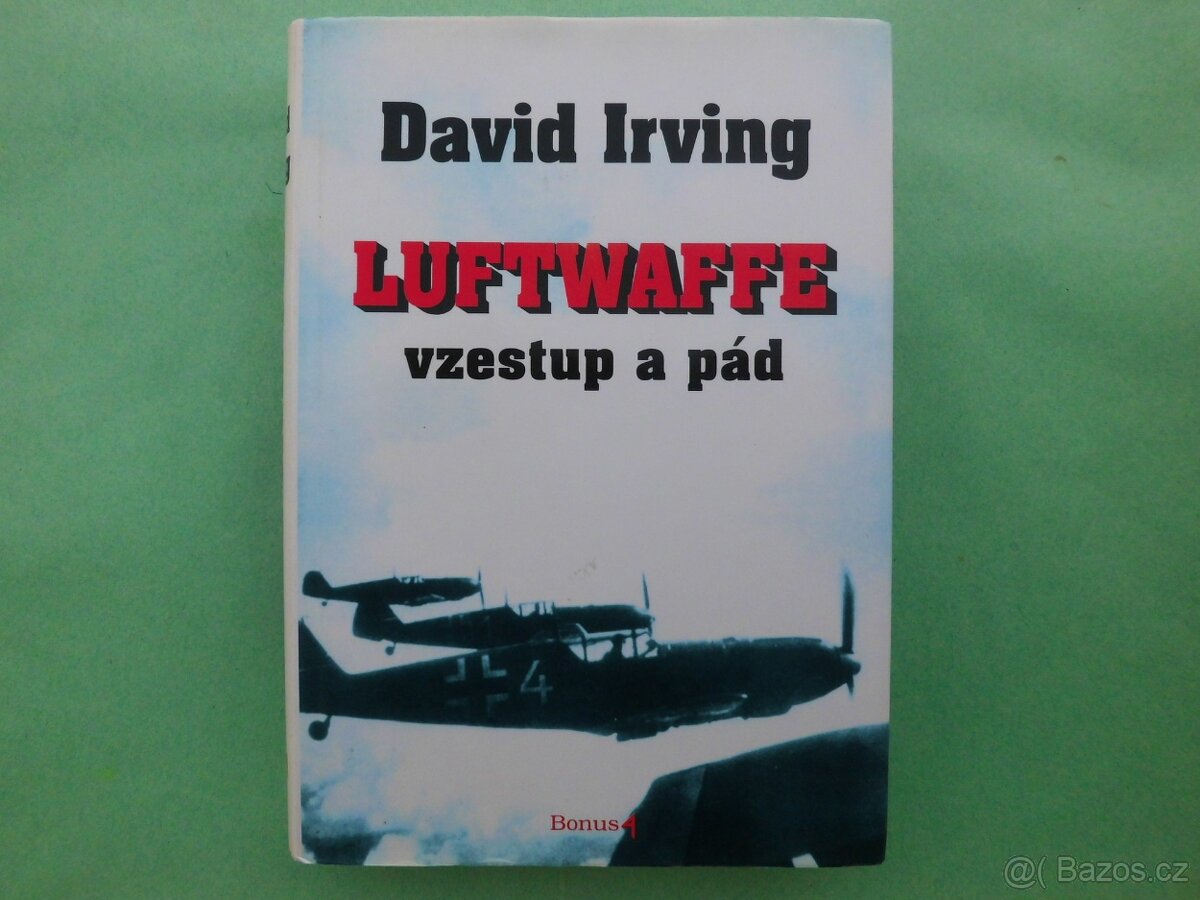 David Irving
LUFTWAFFE
vzestup a pád
4
Bonus
@( Bazos.cz